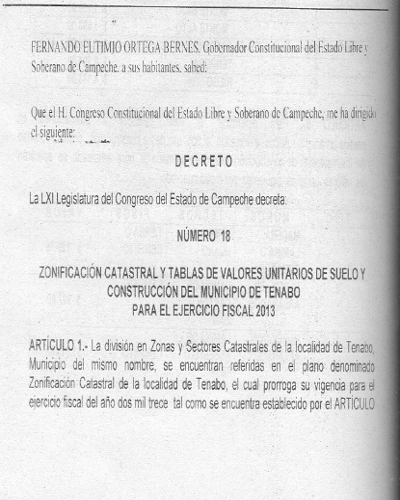 FERNANDO EUTIMIO ORTEGA BERNES, Gobernador Constitucional del Estado Libre y
Soberano de Campeche, a sus habitantes, sabed:
Que el H. Congreso Constitucional del Estado Libre y Soberano de Campeche, me ha dirigido
el siguiente:
DECRETO
La LXI Legislatura del Congreso del Estado de Campeche decreta:
NÚMERO 18
ZONIFICACIÓN CATASTRAL Y TABLAS DE VALORES UNITARIOS DE SUELO Y
CONSTRUCCIÓN DEL MUNICIPIO DE TENABO
PARA EL EJERCICIO FISCAL 2013
ARTÍCULO 1.- La división en Zonas y Sectores Catastrales de la localidad de Tenabo,
Municipio del mismo nombre, se encuentran referidas en el plano denominado
Zonificación Catastral de la localidad de Tenabo, el cual prorroga su vigencia para el
ejercicio fiscal del año dos mil trece tal como se encuentra establecido por el ARTÍCULO